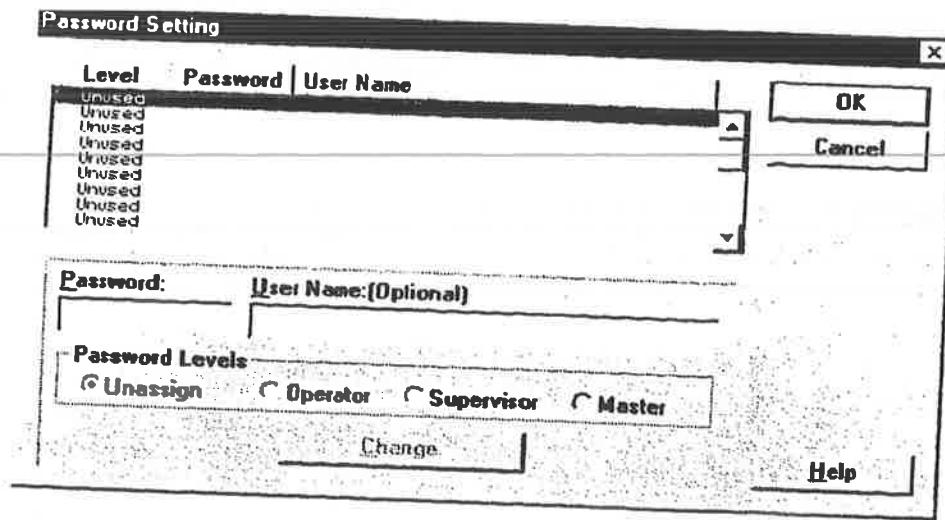 Password Setting
Level Password User Name
Unused
Unused
Unused
Unused
Unused
Unused
Unused
Unused
Unused
OK
Cancel
Password:
User Name:(Optional)
Password Levels
Unassign Operator Supervisor Master
Change
Help